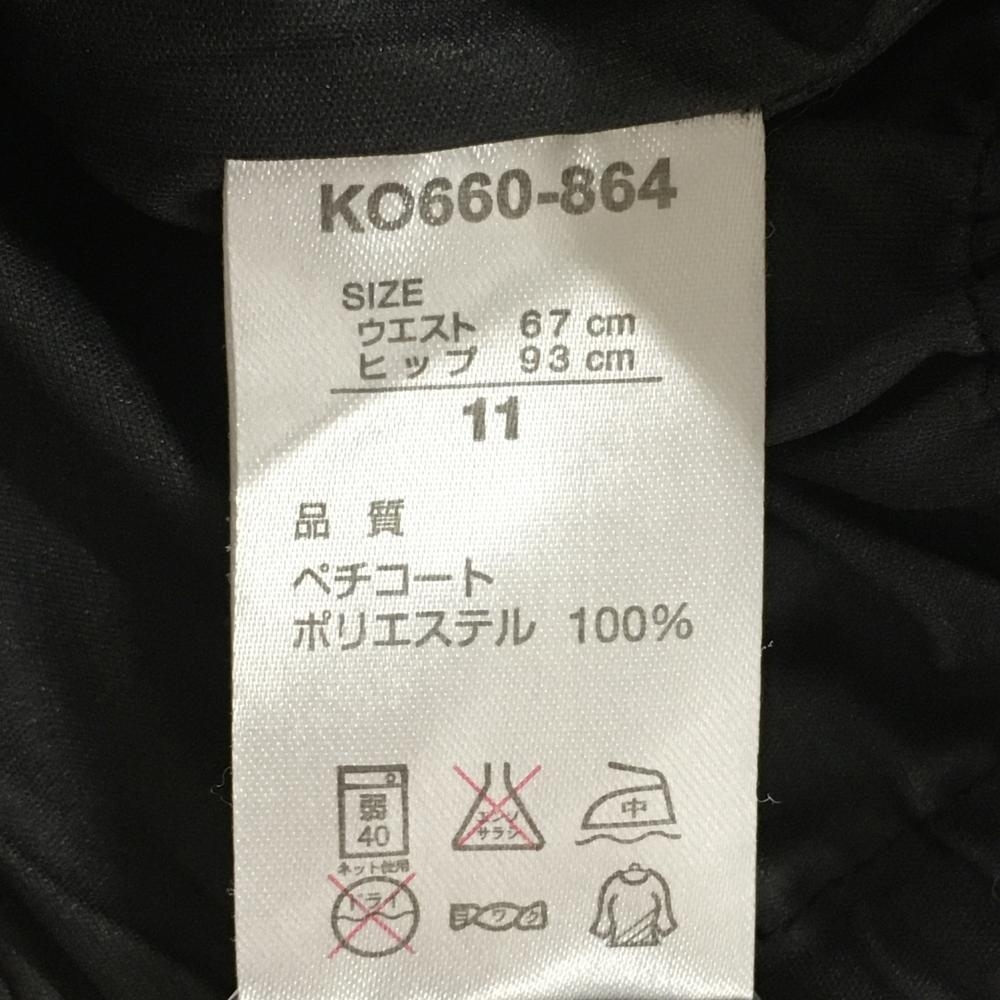 KO660-864
SIZE
ウエスト 67 cm
ヒップ 93 cm
11
品 質
ペチコート
ポリエステル 100%
弱
40
ネット使用
エンソ
サラシ
中
ドライ
ヨワク